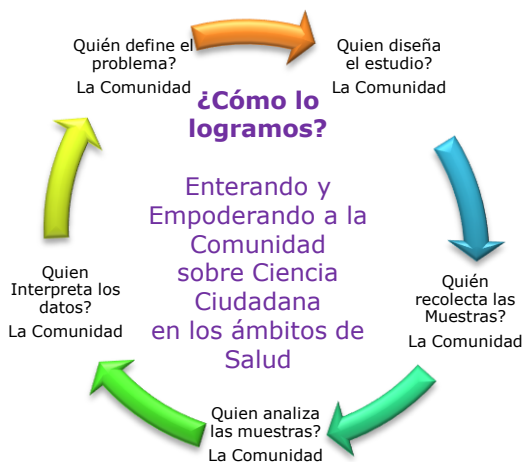 Quién define el
problema?
La Comunidad
Quien diseña
el estudio?
La Comunidad
¿Cómo lo
logramos?
Enterando y
Empoderando a la
Comunidad
sobre Ciencia
Ciudadana
en los ámbitos de
Salud
Quién
recolecta las
Muestras?
La Comunidad
Quien analiza
las muestras?
La Comunidad
Quien
Interpreta los
datos?
La Comunidad